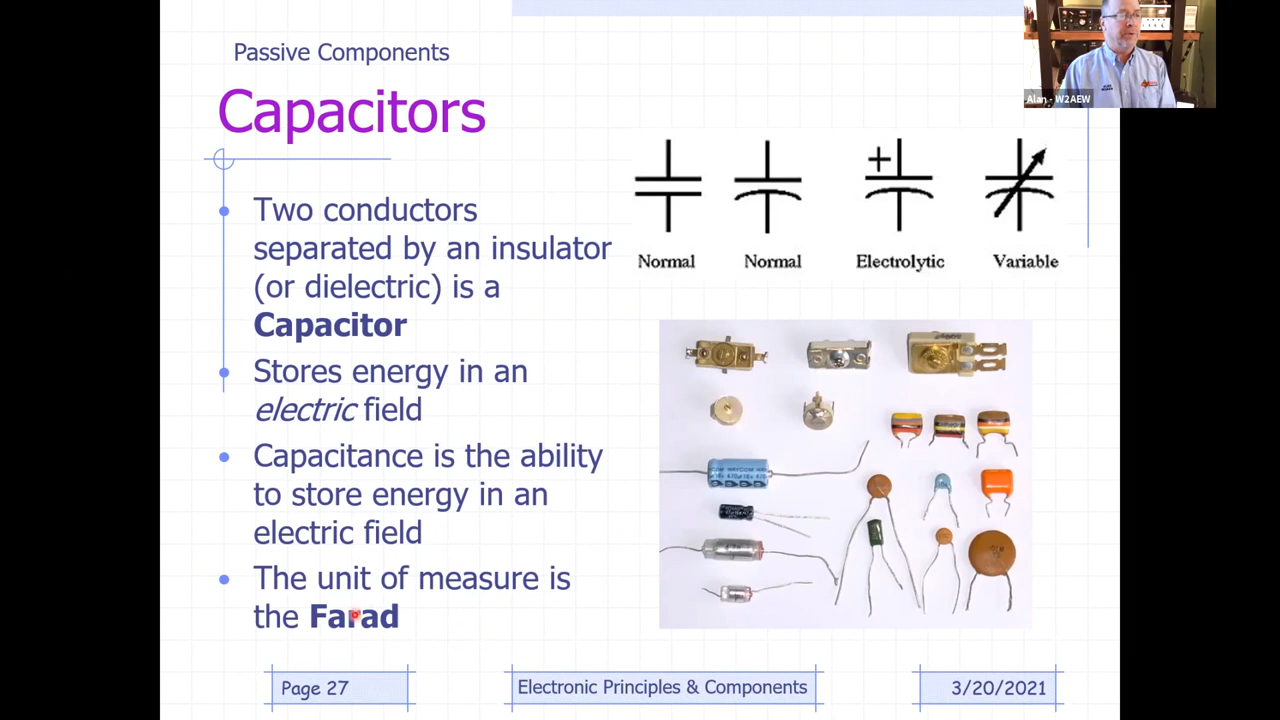 Passive Components
Capacitors
Alan - W2AEW
Normal
Normal
Electrolytic
Variable
+
Two conductors
separated by an insulator
(or dielectric) is a
Capacitor
Stores energy in an
electric field
Capacitance is the ability
to store energy in an
electric field
The unit of measure is
the Farad
Page 27
Electronic Principles & Components
3/20/2021